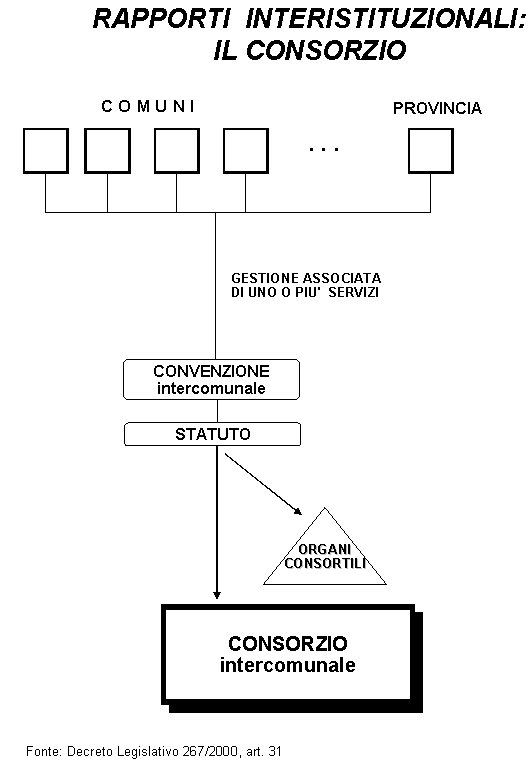 RAPPORTI INTERISTITUZIONALI:
IL CONSORZIO
COMUNI
PROVINCIA
...
GESTIONE ASSOCIATA
DI UNO O PIU' SERVIZI
CONVENZIONE
intercomunale
STATUTO
ORGANI
CONSORTILI
CONSORZIO
intercomunale
Fonte: Decreto Legislativo 267/2000, art. 31